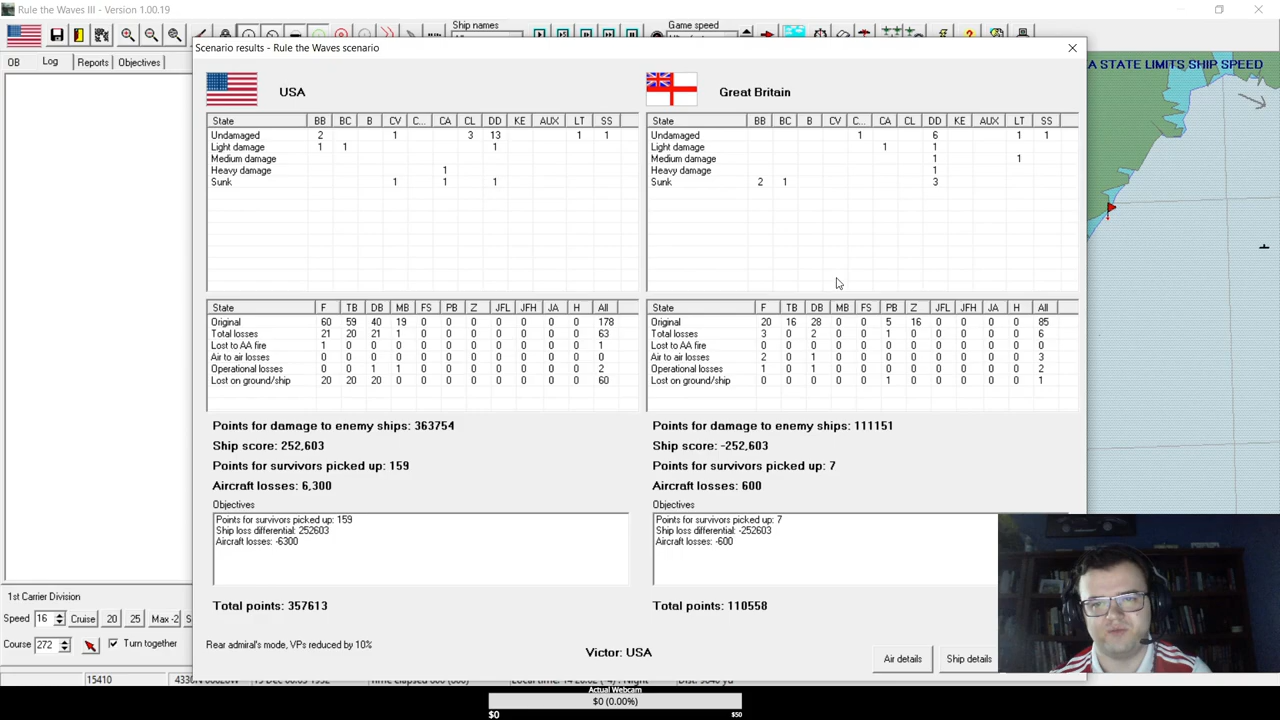 Rule the Waves III - Version 1.00.19
Ship names
Game speed
Scenario results - Rule the Waves scenario
OB Log Reports Objectives
A STATE LIMITS SHIP SPEED
USA
Great Britain
State BB BC B CV C... CA CL DD KE AUX LT SS
Undamaged 2 1 3 13 1 1
Light damage 1 1 1
Medium damage
Heavy damage 1
Sunk 1 1 1
State BB BC B CV C... CA CL DD KE AUX LT SS
Undamaged 1 6 1 1
Light damage 1 1
Medium damage 1 1
Heavy damage 1
Sunk 2 1 3
State F TB DB MB FS PB Z JFL JFH JA H All
Original 60 59 40 19 0 0 0 0 0 0 0 178
Total losses 21 20 21 1 0 0 0 0 0 0 0 63
Lost to AA fire 1 0 0 0 0 0 0 0 0 0 0 1
Air to air losses 0 0 0 0 0 0 0 0 0 0 0 0
Operational losses 0 0 1 1 0 0 0 0 0 0 0 2
Lost on ground/ship 20 20 20 0 0 0 0 0 0 0 0 60
State F TB DB MB FS PB Z JFL JFH JA H All
Original 20 16 28 0 0 5 16 0 0 0 0 85
Total losses 3 0 2 0 0 1 0 0 0 0 0 6
Lost to AA fire 0 0 0 0 0 0 0 0 0 0 0 0
Air to air losses 2 0 1 0 0 0 0 0 0 0 0 3
Operational losses 1 0 1 0 0 0 0 0 0 0 0 2
Lost on ground/ship 0 0 0 0 0 1 0 0 0 0 0 1
Points for damage to enemy ships: 363754
Ship score: 252,603
Points for survivors picked up: 159
Aircraft losses: 6,300
Objectives
Points for survivors picked up: 159
Ship loss differential: 252603
Aircraft losses: -6300
Total points: 357613
Points for damage to enemy ships: 111151
Ship score: -252,603
Points for survivors picked up: 7
Aircraft losses: 600
Objectives
Points for survivors picked up: 7
Ship loss differential: -252603
Aircraft losses: -600
Total points: 110558
1st Carrier Division
Speed 16 Cruise 20 25 Max -2 S
Course 272 Turn together
Rear admiral's mode, VPs reduced by 10%
Victor: USA
Air details
Ship details
15410
Actual Webcam
$0 (0.00%)
$0
$50